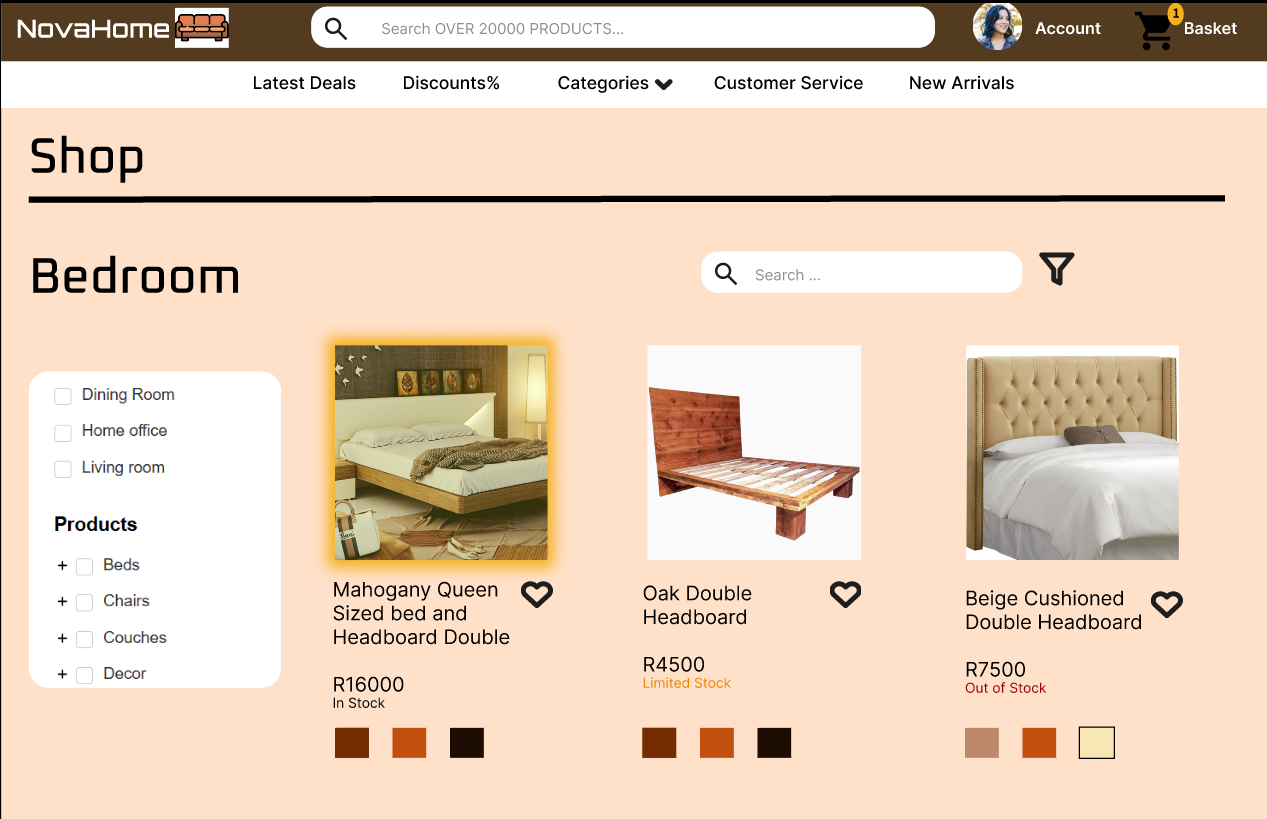 NovaHome
Search OVER 20000 PRODUCTS...
Account
1
Basket
Latest Deals
Discounts%
Categories
Customer Service
New Arrivals
Shop
Bedroom
Search ...
Dining Room
Home office
Living room
Products
+ Beds
+ Chairs
+ Couches
+ Decor
Mahogany Queen
Sized bed and
Headboard Double
R16000
In Stock
Oak Double
Headboard
R4500
Limited Stock
Beige Cushioned
Double Headboard
R7500
Out of Stock